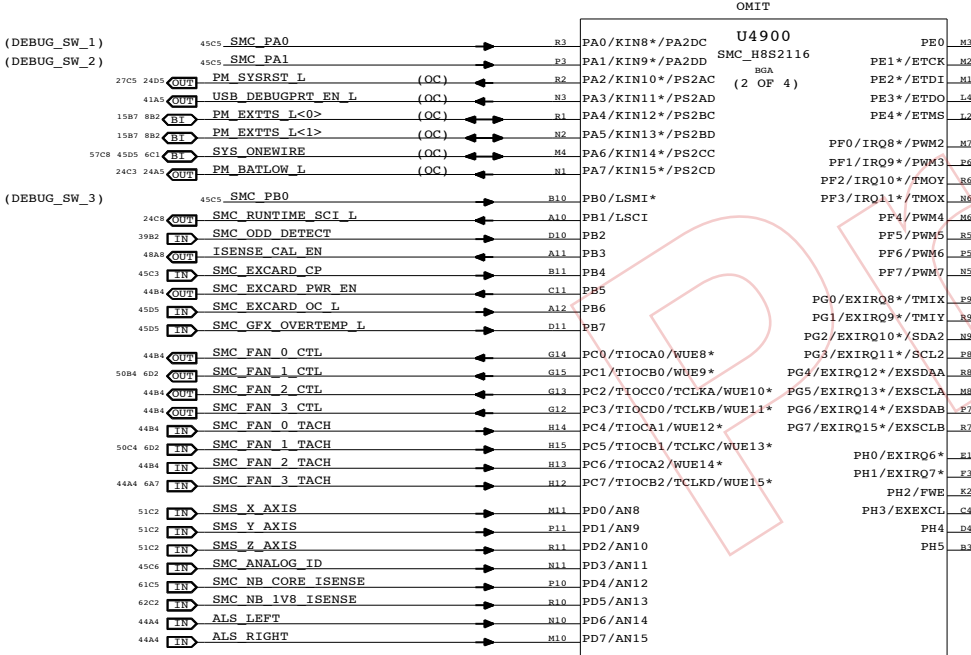 OMIT
(DEBUG_SW_1) 45C5 SMC_PA0 R3 PA0/KIN8*/PA2DC U4900 PE0 M3
(DEBUG_SW_2) 45C5 SMC_PA1 P3 PA1/KIN9*/PA2DD SMC_H8S2116 PE1*/ETCK M2
27C5 24D5 OUT PM_SYSRST_L (OC) R2 PA2/KIN10*/PS2AC BGA (2 OF 4) PE2*/ETDI M1
41A5 OUT USB_DEBUGPRT_EN_L (OC) N3 PA3/KIN11*/PS2AD PE3*/ETDO L4
15B7 8B2 BI PM_EXTTS_L<0> (OC) R1 PA4/KIN12*/PS2BC PE4*/ETMS L2
15B7 8B2 BI PM_EXTTS_L<1> (OC) N2 PA5/KIN13*/PS2BD PF0/IRQ8*/PWM2 M7
57C8 45D5 6C1 BI SYS_ONEWIRE (OC) M4 PA6/KIN14*/PS2CC PF1/IRQ9*/PWM3 P6
24C3 24A5 OUT PM_BATLOW_L (OC) N1 PA7/KIN15*/PS2CD PF2/IRQ10*/TMOY R6
(DEBUG_SW_3) 45C5 SMC_PB0 B10 PB0/LSMI* PF3/IRQ11*/TMOX N6
24C8 OUT SMC_RUNTIME_SCI_L A10 PB1/LSCI PF4/PWM4 M6
39B2 IN SMC_ODD_DETECT D10 PB2 PF5/PWM5 R5
48A8 OUT ISENSE_CAL_EN A11 PB3 PF6/PWM6 P5
45C3 IN SMC_EXCARD_CP B11 PB4 PF7/PWM7 N5
44B4 OUT SMC_EXCARD_PWR_EN C11 PB5 PG0/EXIRQ8*/TMIX P9
45D5 IN SMC_EXCARD_OC_L A12 PB6 PG1/EXIRQ9*/TMIY R9
45D5 IN SMC_GFX_OVERTEMP_L D11 PB7 PG2/EXIRQ10*/SDA2 N9
44B4 OUT SMC_FAN_0_CTL G14 PC0/TIOCA0/WUE8* PG3/EXIRQ11*/SCL2 P8
50B4 6D2 OUT SMC_FAN_1_CTL G15 PC1/TIOCB0/WUE9* PG4/EXIRQ12*/EXSDAA R8
44B4 OUT SMC_FAN_2_CTL G13 PC2/TIOCC0/TCLKA/WUE10* PG5/EXIRQ13*/EXSCLA M8
44B4 OUT SMC_FAN_3_CTL G12 PC3/TIOCD0/TCLKB/WUE11* PG6/EXIRQ14*/EXSDAB P7
44B4 IN SMC_FAN_0_TACH H14 PC4/TIOCA1/WUE12* PG7/EXIRQ15*/EXSCLB R7
50C4 6D2 IN SMC_FAN_1_TACH H15 PC5/TIOCB1/TCLKC/WUE13*
44B4 IN SMC_FAN_2_TACH H13 PC6/TIOCA2/WUE14* PH0/EXIRQ6* E1
44A4 6A7 IN SMC_FAN_3_TACH H12 PC7/TIOCB2/TCLKD/WUE15* PH1/EXIRQ7* F3
PH2/FWE K2
51C2 IN SMS_X_AXIS M11 PD0/AN8 PH3/EXEXCL C4
51C2 IN SMS_Y_AXIS P11 PD1/AN9 PH4 D4
51C2 IN SMS_Z_AXIS R11 PD2/AN10 PH5 B3
45C6 IN SMC_ANALOG_ID N11 PD3/AN11
61C5 IN SMC_NB_CORE_ISENSE P10 PD4/AN12
62C2 IN SMC_NB_1V8_ISENSE R10 PD5/AN13
44A4 IN ALS_LEFT N10 PD6/AN14
44A4 IN ALS_RIGHT M10 PD7/AN15